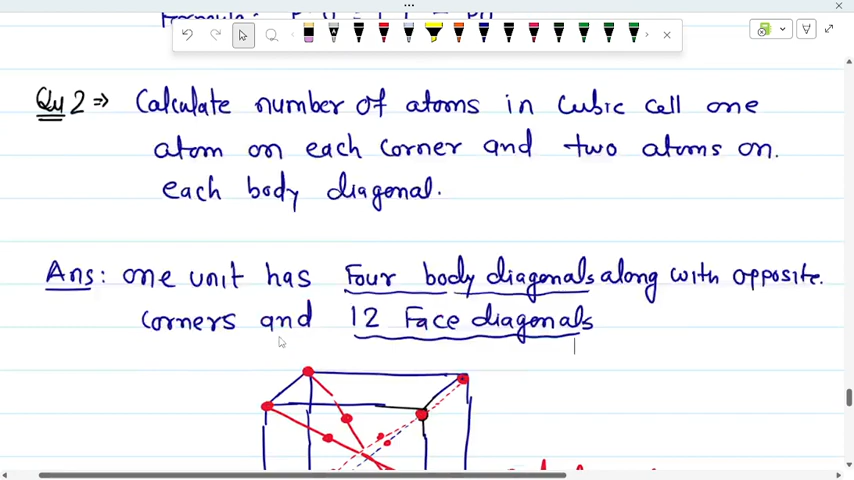 Qu 2 ⇒ Calculate number of atoms in cubic cell one
atom on each corner and two atoms on.
each body diagonal.
Ans: one unit has Four body diagonals along with opposite.
corners and 12 Face diagonals